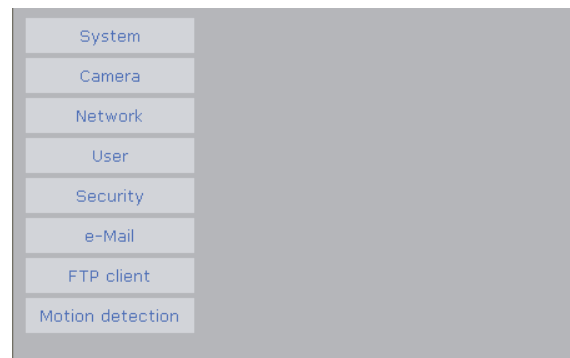 System
Camera
Network
User
Security
e-Mail
FTP client
Motion detection